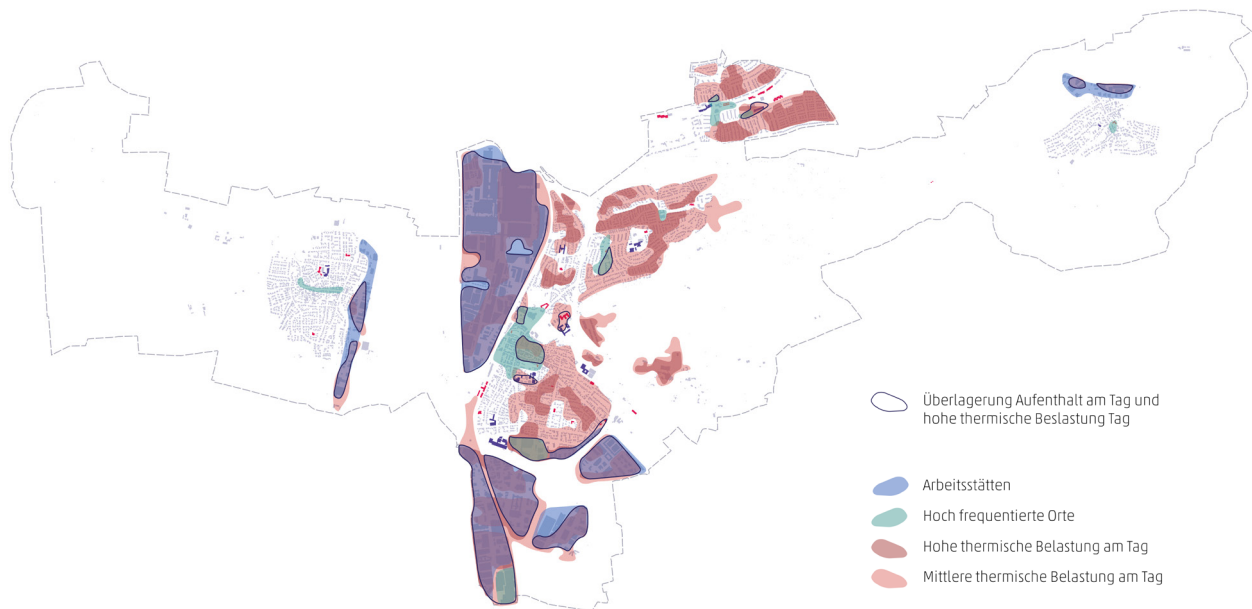 Überlagerung Aufenthalt am Tag und
hohe thermische Beslastung Tag
Arbeitsstätten
Hoch frequentierte Orte
Hohe thermische Belastung am Tag
Mittlere thermische Belastung am Tag